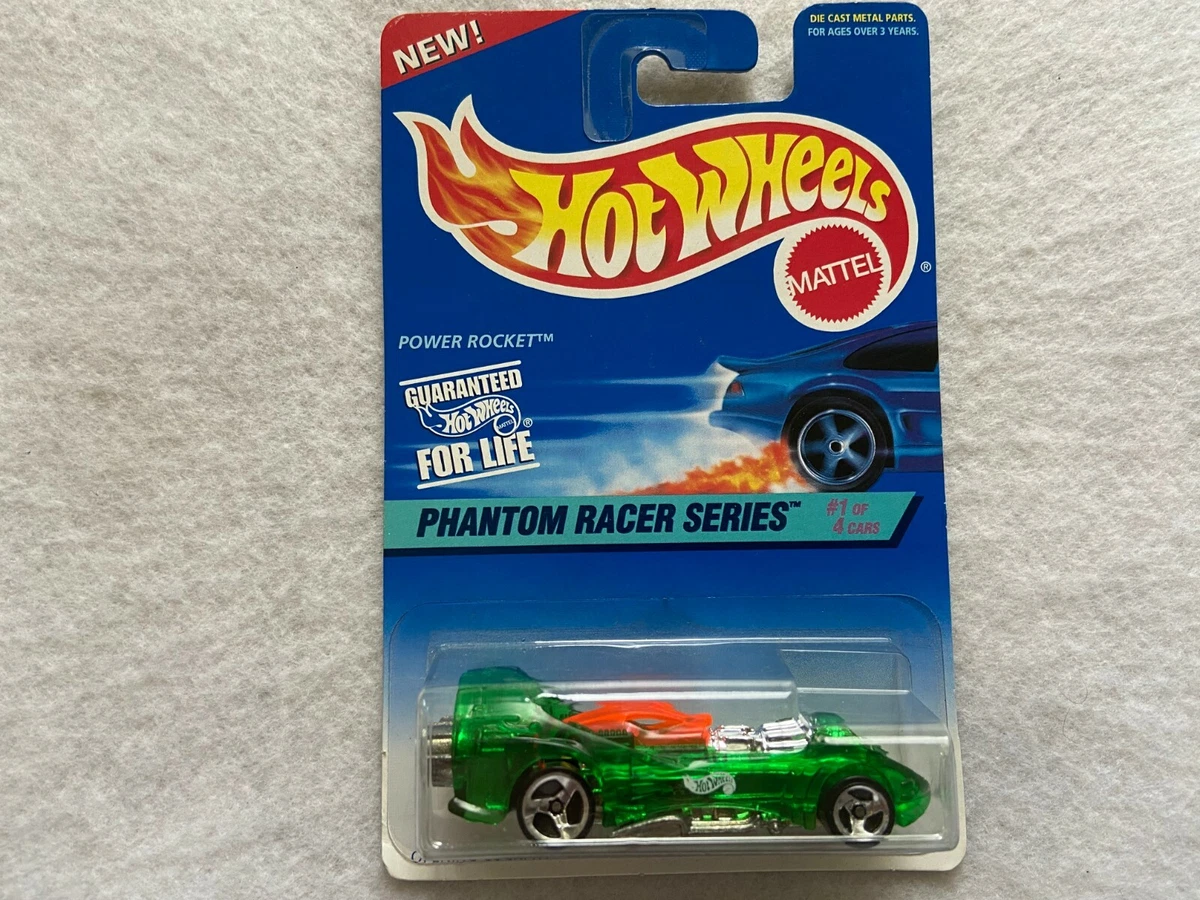 NEW!
DIE CAST METAL PARTS.
FOR AGES OVER 3 YEARS.
HOT WHEELS
MATTEL
®
POWER ROCKET™
GUARANTEED
HOT WHEELS
MATTEL
®
FOR LIFE
PHANTOM RACER SERIES™
#1 OF
4 CARS
HOT WHEELS